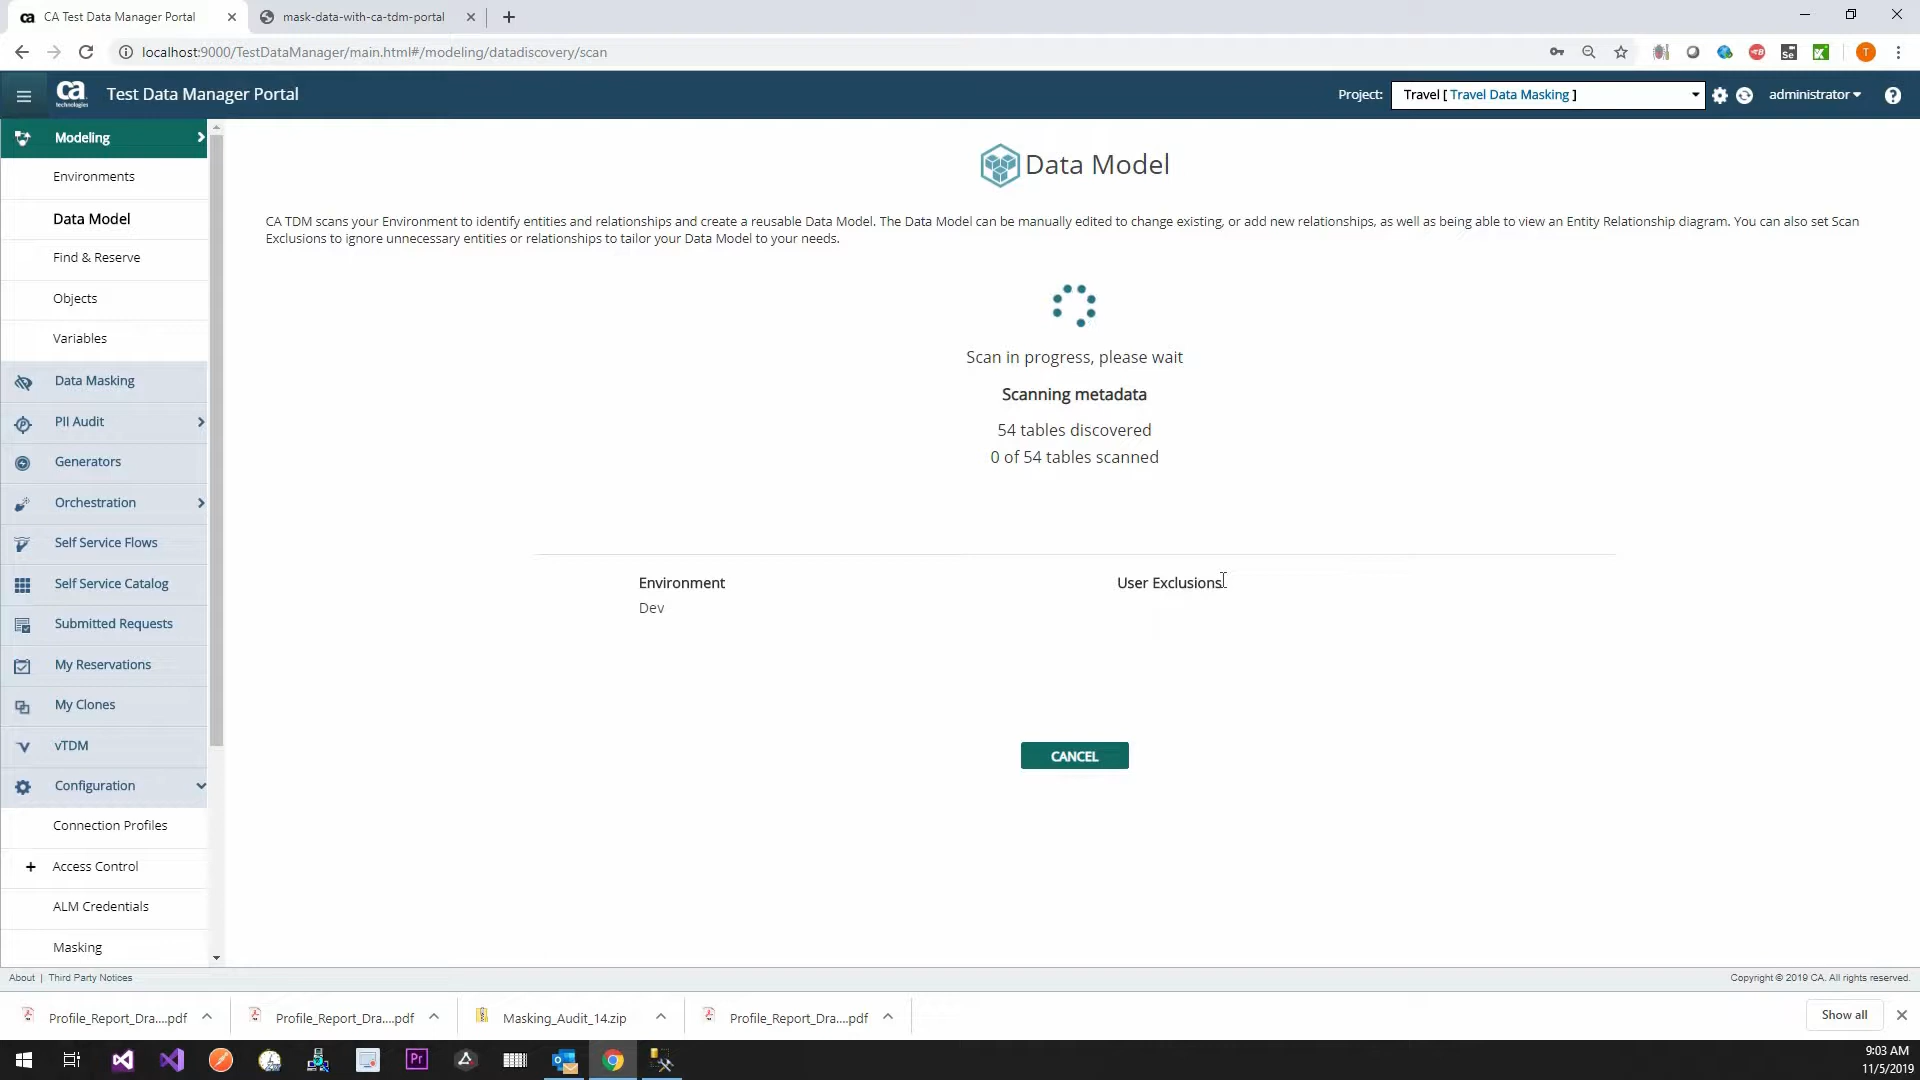 CA Test Data Manager Portal
mask-data-with-ca-tdm-portal
localhost:9000/TestDataManager/main.html#/modeling/datadiscovery/scan
T
ca
technologies
Test Data Manager Portal
Project:
Travel [ Travel Data Masking ]
administrator
Modeling
Environments
Data Model
Find & Reserve
Objects
Variables
Data Masking
PII Audit
Generators
Orchestration
Self Service Flows
Self Service Catalog
Submitted Requests
My Reservations
My Clones
vTDM
Configuration
Connection Profiles
Access Control
ALM Credentials
Masking
Data Model
CA TDM scans your Environment to identify entities and relationships and create a reusable Data Model. The Data Model can be manually edited to change existing, or add new relationships, as well as being able to view an Entity Relationship diagram. You can also set Scan
Exclusions to ignore unnecessary entities or relationships to tailor your Data Model to your needs.
Scan in progress, please wait
Scanning metadata
54 tables discovered
0 of 54 tables scanned
Environment
Dev
User Exclusions
CANCEL
About | Third Party Notices
Copyright © 2019 CA. All rights reserved.
Profile_Report_Dra....pdf
Profile_Report_Dra....pdf
Masking_Audit_14.zip
Profile_Report_Dra....pdf
Show all
Pr
9:03 AM
11/5/2019